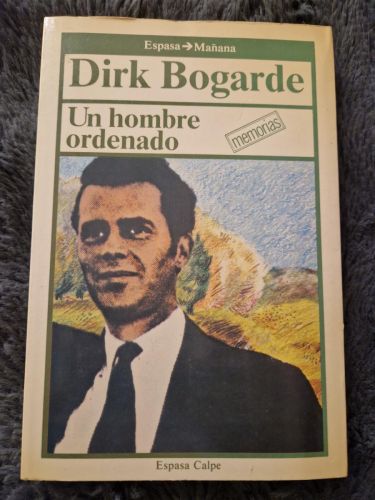 Espasa → Mañana
Dirk Bogarde
Un hombre
ordenado
memorias
Espasa Calpe